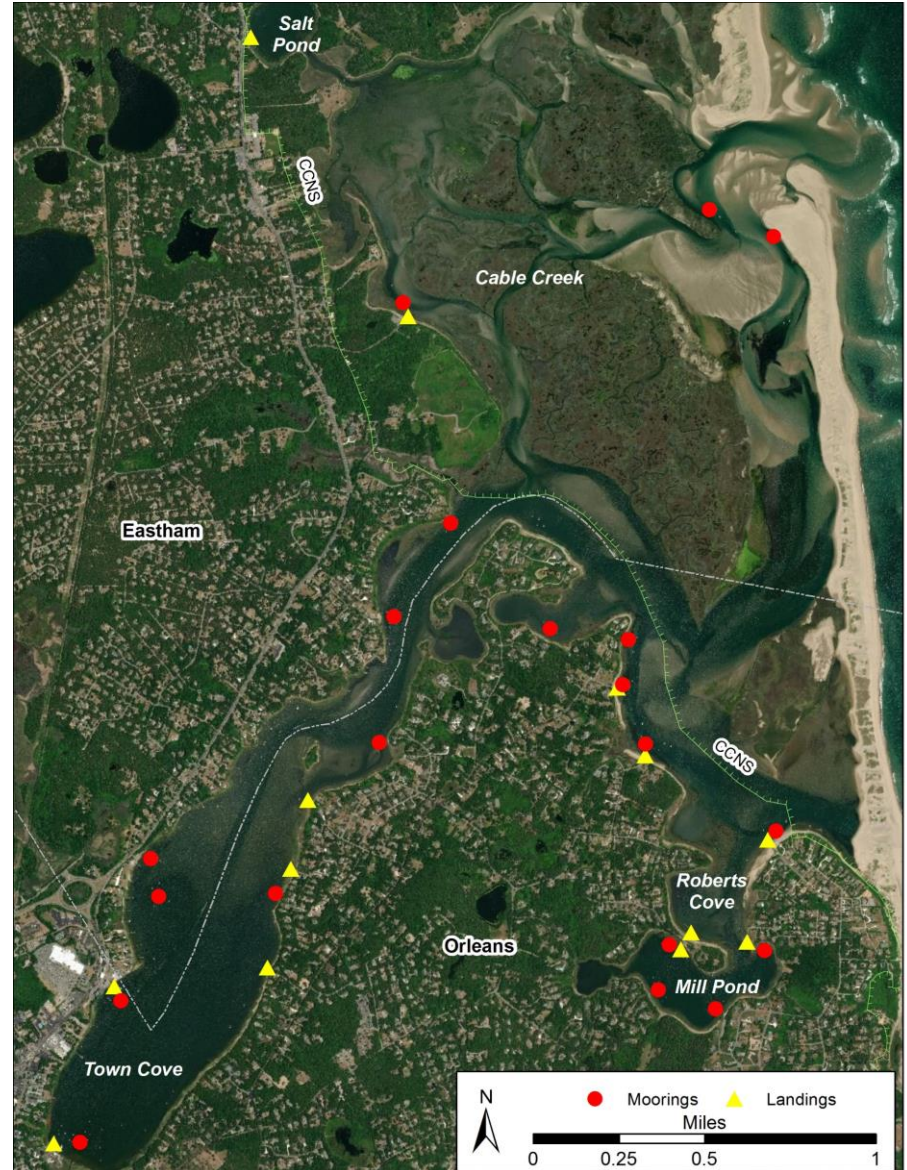 Salt
Pond
CCNS
Cable Creek
Eastham
CCNS
Roberts
Cove
Orleans
Mill Pond
Town Cove
N
Moorings
Landings
Miles
0
0.25
0.5
1